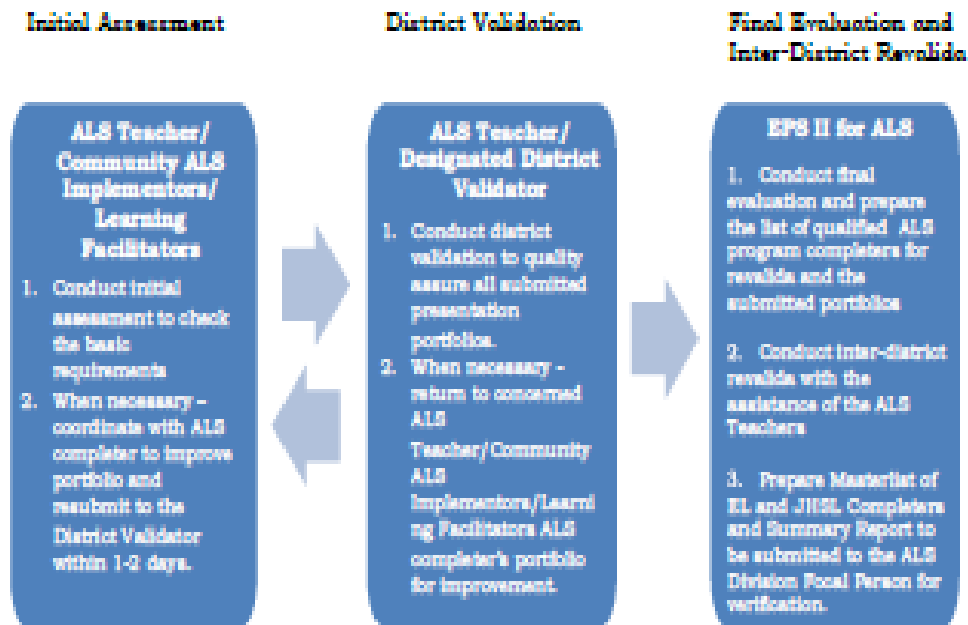 Initial Assessment
ALS Teacher/
Community ALS
Implementors/
Learning
Facilitators
1. Conduct initial
assessment to check
the basic
requirements
2. When necessary –
coordinate with ALS
completer to improve
portfolio and
resubmit to the
District Validator
within 1-2 days.
District Validation
ALS Teacher/
Designated District
Validator
1. Conduct district
validation to quality
assure all submitted
presentation
portfolios.
2. When necessary –
return to concerned
ALS
Teacher/Community
ALS
Implementors/Learni
ng Facilitators ALS
completer's portfolio
for improvement.
Final Evaluation and
Inter-District Revalida
EPS II for ALS
1. Conduct final
evaluation and prepare
the list of qualified ALS
program completers for
revalida and the
submitted portfolios
2. Conduct inter-district
revalida with the
assistance of the ALS
Teachers
3. Prepare Masterlist of
EL and JHSL Completers
and Summary Report to
be submitted to the ALS
Division Focal Person for
verification.